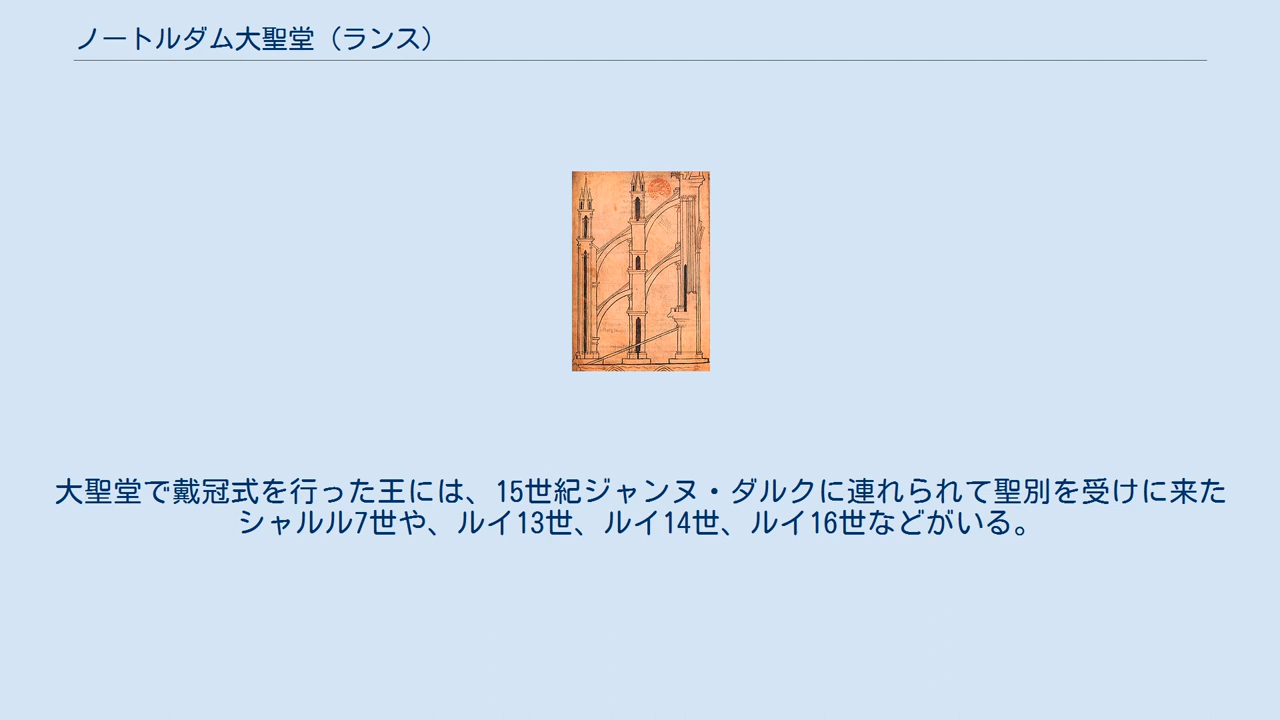 ノートルダム大聖堂（ランス）
大聖堂で戴冠式を行った王には、15世紀ジャンヌ・ダルクに連れられて聖別を受けに来た
シャルル7世や、ルイ13世、ルイ14世、ルイ16世などがいる。